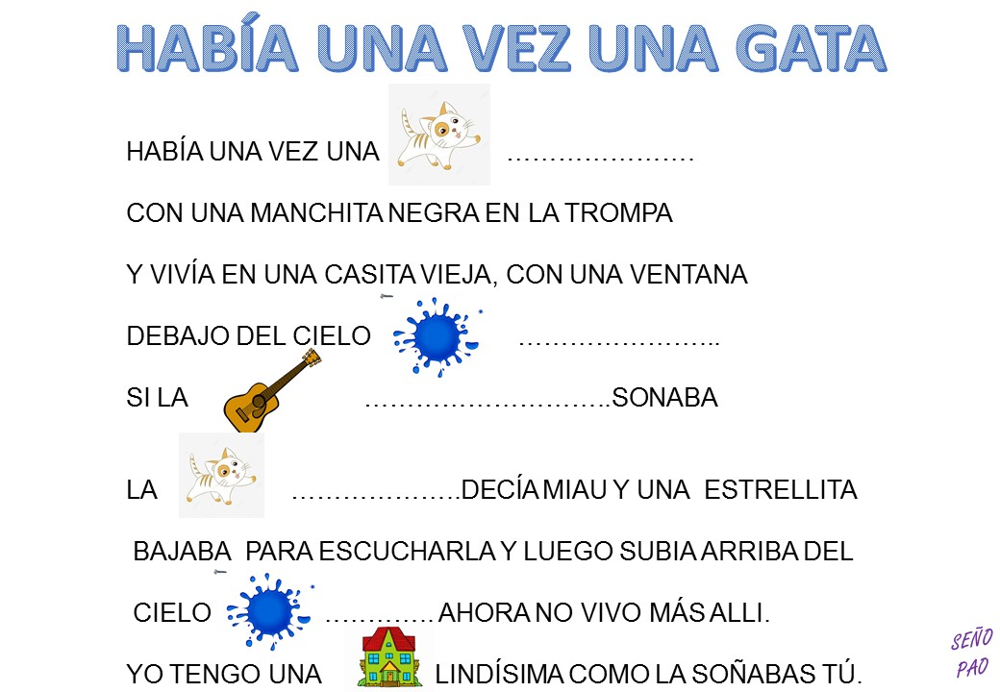 HABÍA UNA VEZ UNA GATA
HABÍA UNA VEZ UNA ………………….
CON UNA MANCHITA NEGRA EN LA TROMPA
Y VIVÍA EN UNA CASITA VIEJA, CON UNA VENTANA
DEBAJO DEL CIELO …………………..
SI LA ………………………..SONABA
LA ………………..DECÍA MIAU Y UNA ESTRELLITA
BAJABA PARA ESCUCHARLA Y LUEGO SUBIA ARRIBA DEL
CIELO …………. AHORA NO VIVO MÁS ALLI.
YO TENGO UNA LINDÍSIMA COMO LA SOÑABAS TÚ.
SEÑO
PAO